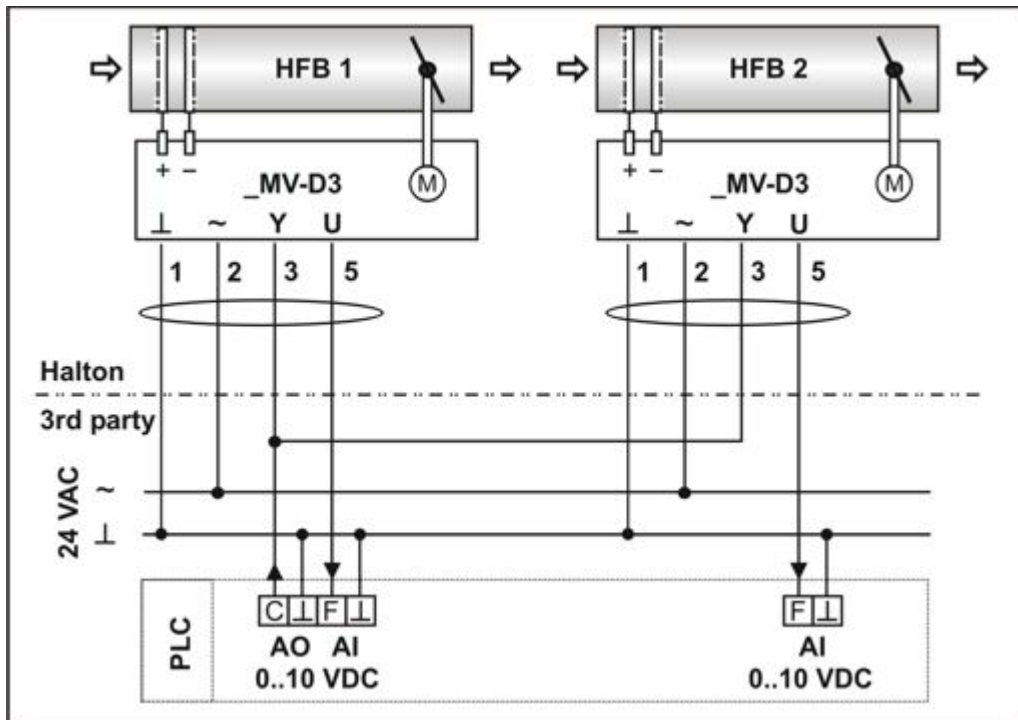 HFB 1 HFB 2
+ – + –
_MV-D3 M _MV-D3 M
⊥ ~ Y U ⊥ ~ Y U
1 2 3 5 1 2 3 5
Halton
3rd party
24 VAC ~
⊥
PLC
C ⊥ F ⊥ F ⊥
AO AI AI
0..10 VDC 0..10 VDC